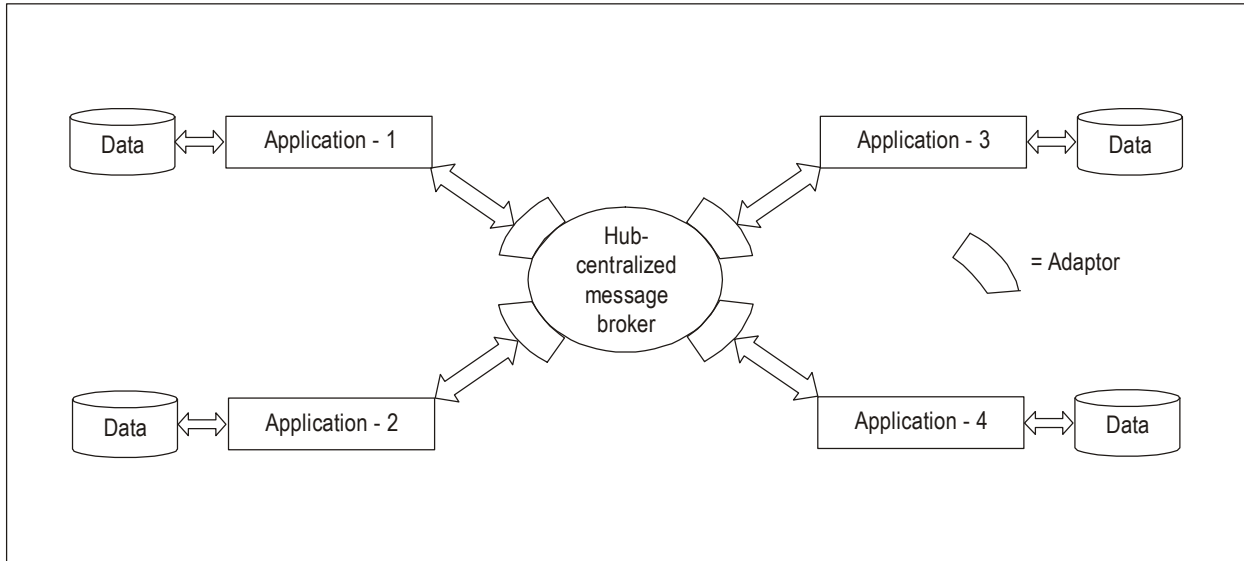 Data
Application - 1
Application - 3
Data
Hub-
centralized
message
broker
= Adaptor
Data
Application - 2
Application - 4
Data